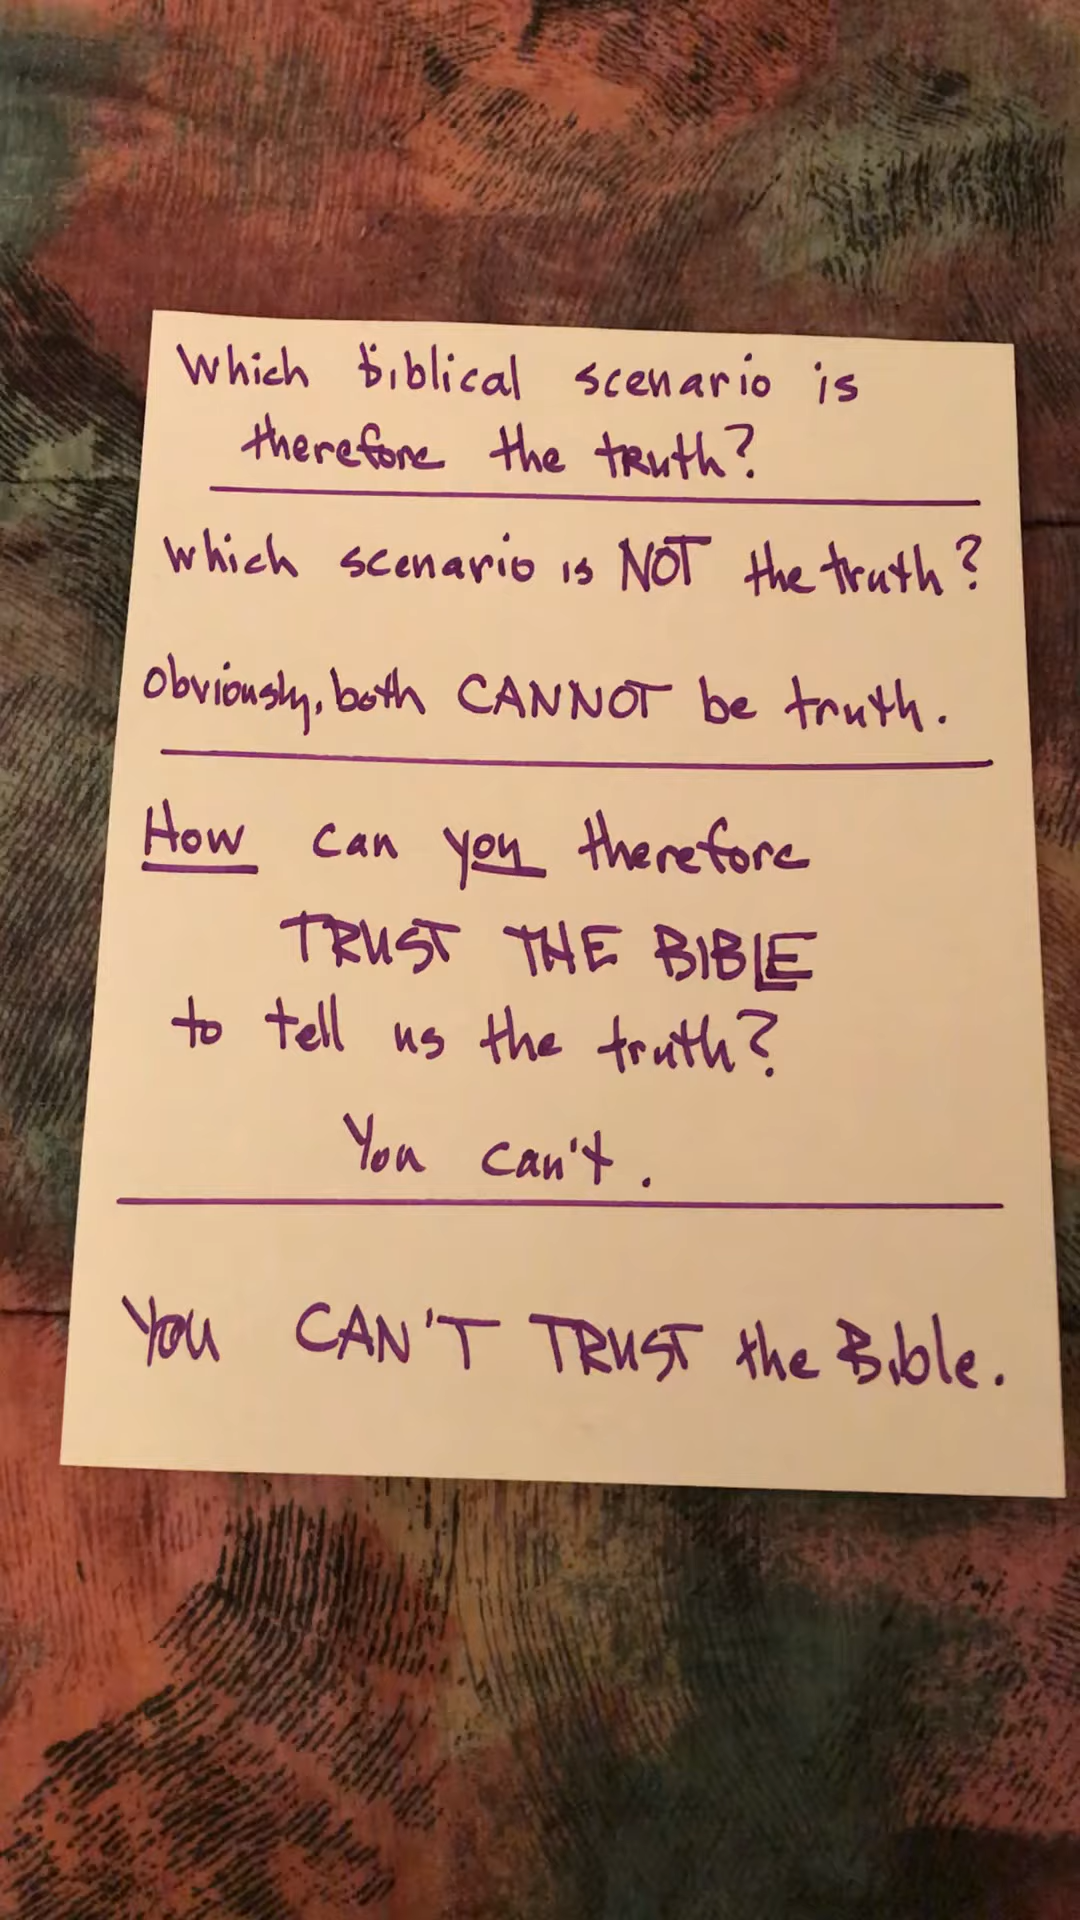 Which Biblical scenario is
therefore the truth?
Which scenario is NOT the truth?
Obviously, both CANNOT be truth.
How can you therefore
TRUST THE BIBLE
to tell us the truth?
You can't.
You CAN'T TRUST the Bible.